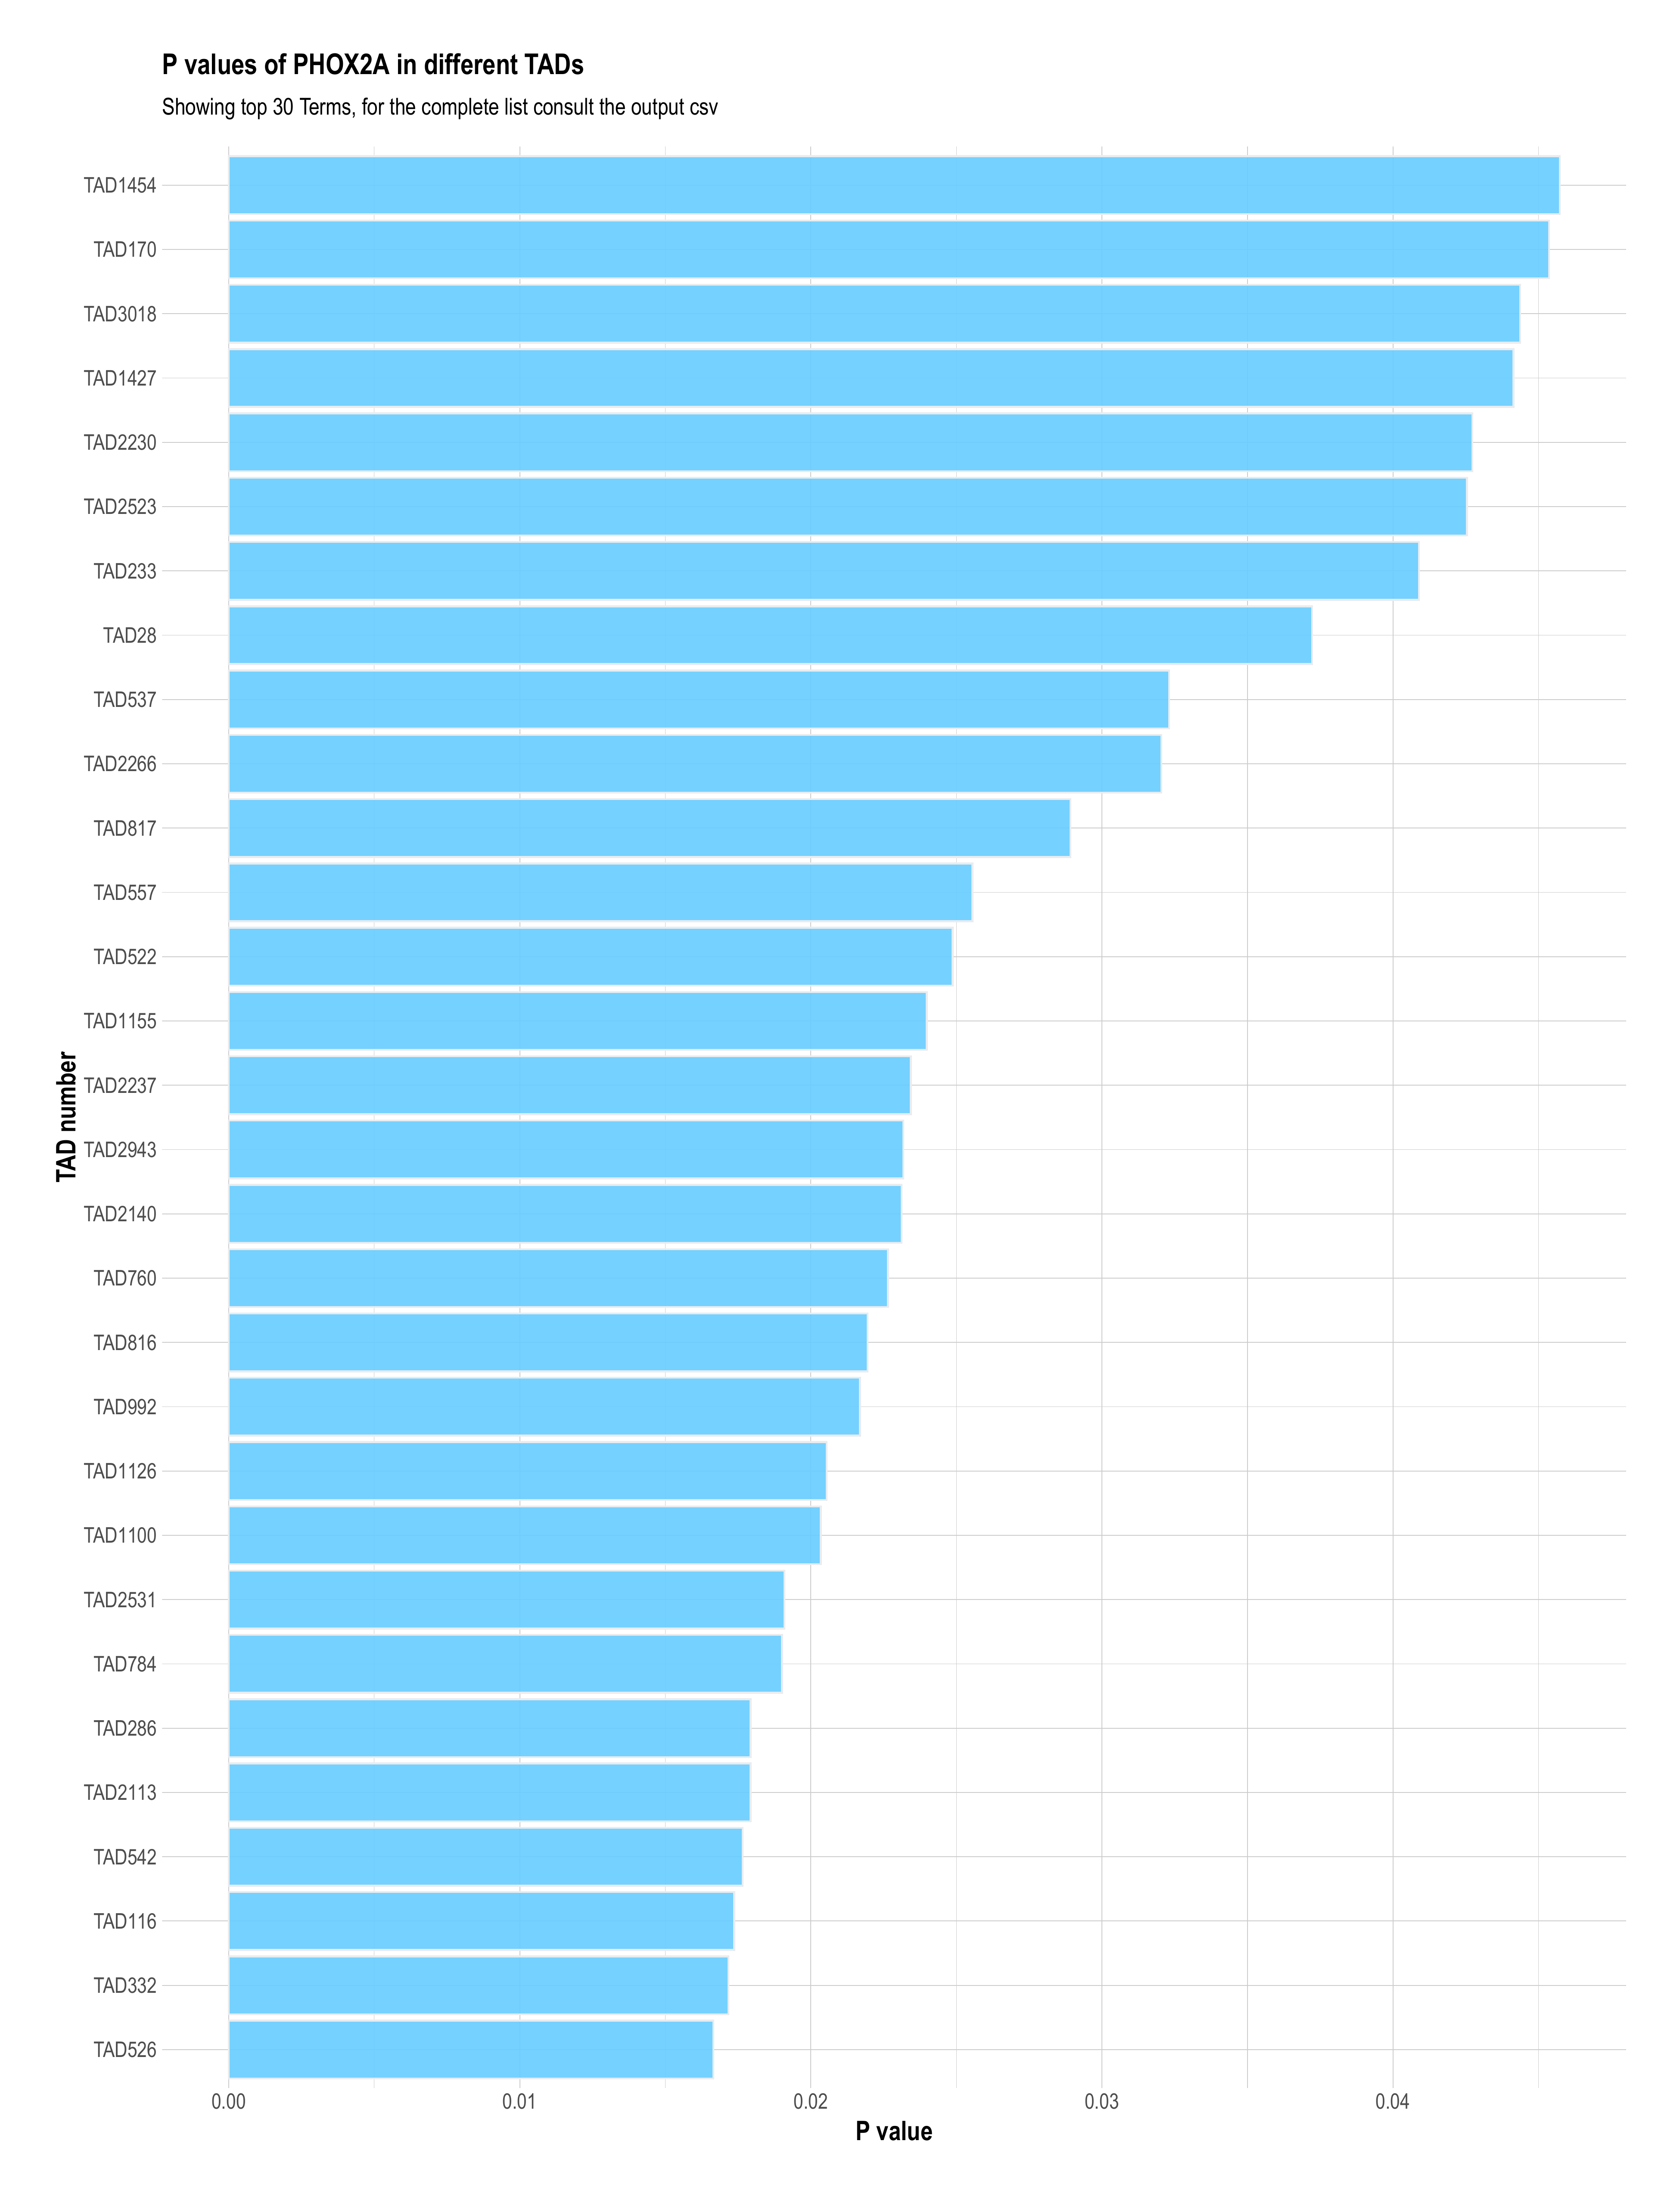 P values of PHOX2A in different TADs
Showing top 30 Terms, for the complete list consult the output csv
TAD number
TAD1454
TAD170
TAD3018
TAD1427
TAD2230
TAD2523
TAD233
TAD28
TAD537
TAD2266
TAD817
TAD557
TAD522
TAD1155
TAD2237
TAD2943
TAD2140
TAD760
TAD816
TAD992
TAD1126
TAD1100
TAD2531
TAD784
TAD286
TAD2113
TAD542
TAD116
TAD332
TAD526
0.00 0.01 0.02 0.03 0.04
P value